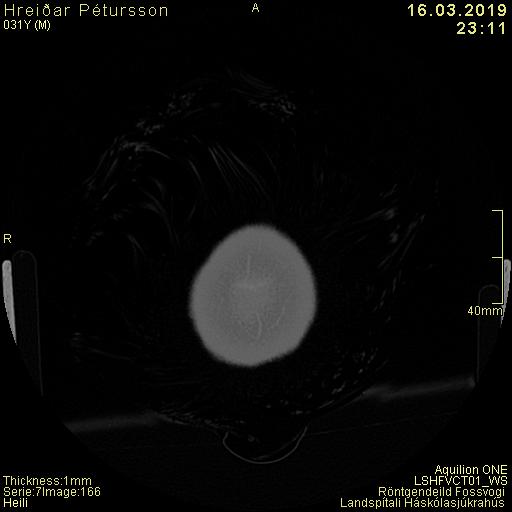 Hreiðar Pétursson
031Y (M)
A
16.03.2019
23:11
R
40mm
Thickness:1mm
Serie:7Image:166
Heili
Aquilion ONE
LSHFVCT01_WS
Röntgendeild Fossvogi
Landspítali Háskólasjúkrahús